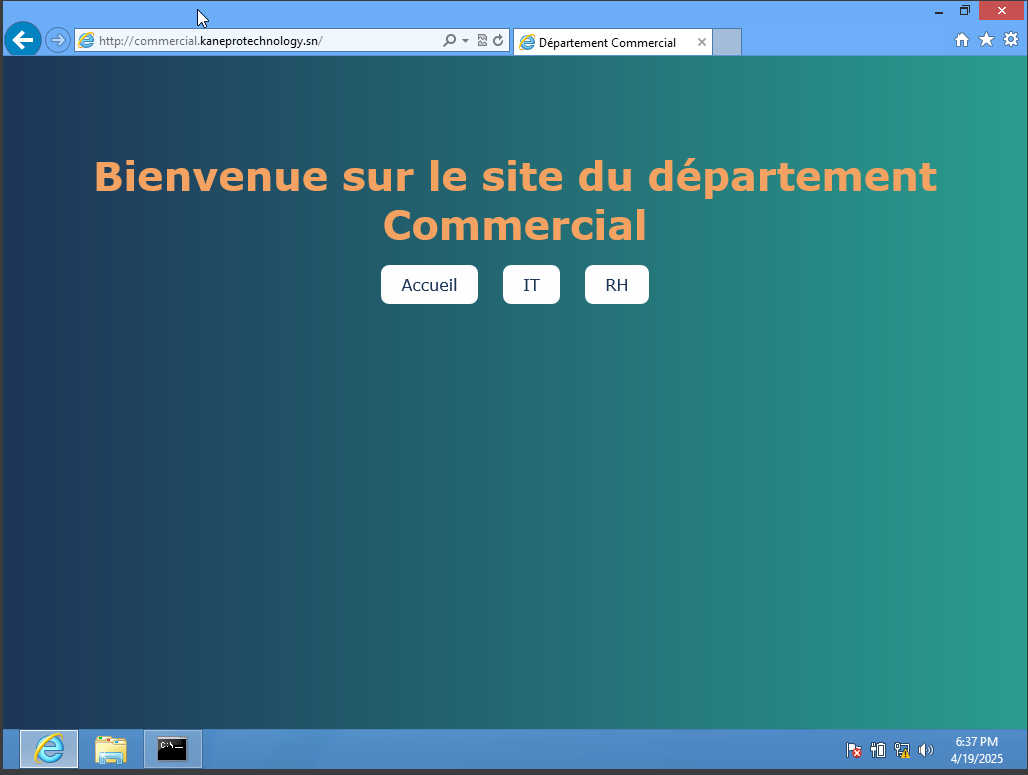 http://commercial.kaneprotechnology.sn/
Département Commercial
Bienvenue sur le site du département
Commercial
Accueil
IT
RH
C:\
6:37 PM
4/19/2025